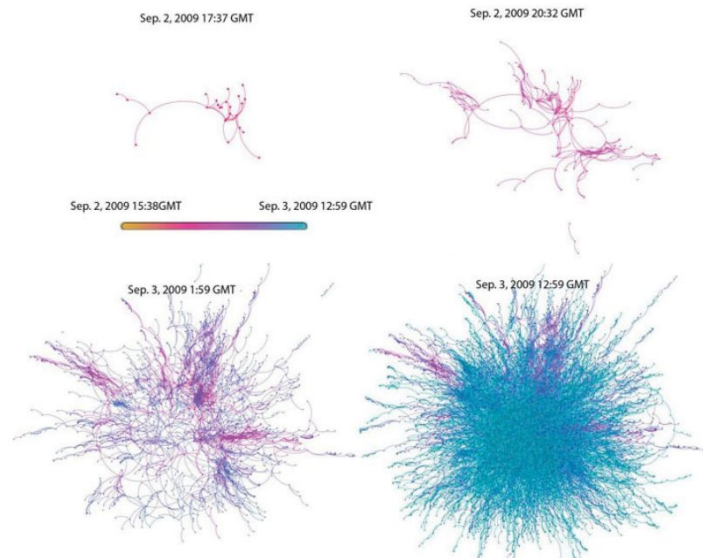 Sep. 2, 2009 17:37 GMT
Sep. 2, 2009 20:32 GMT
Sep. 2, 2009 15:38GMT
Sep. 3, 2009 12:59 GMT
Sep. 3, 2009 1:59 GMT
Sep. 3, 2009 12:59 GMT